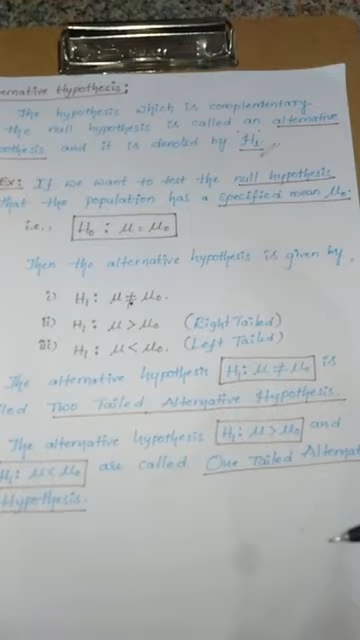 ernative Hypothesis:
The hypothesis which is complementary
the null hypothesis is called an alternative
pothesis and it is denoted by 'H₁'
Ex: If we want to test the null hypothesis
that the population has a specified mean μ₀.
i.e., H₀ : μ = μ₀
Then the alternative hypothesis is given by,
i) H₁ : μ ≠ μ₀.
ii) H₁ : μ > μ₀ (Right Tailed)
iii) H₁ : μ < μ₀. (Left Tailed)
The alternative hypothesis H₁ : μ ≠ μ₀ is
led Two Tailed Alternative Hypothesis.
The alternative hypothesis H₁ : μ > μ₀ and
H₁ : μ < μ₀ are called One Tailed Alternat
Hypothesis.